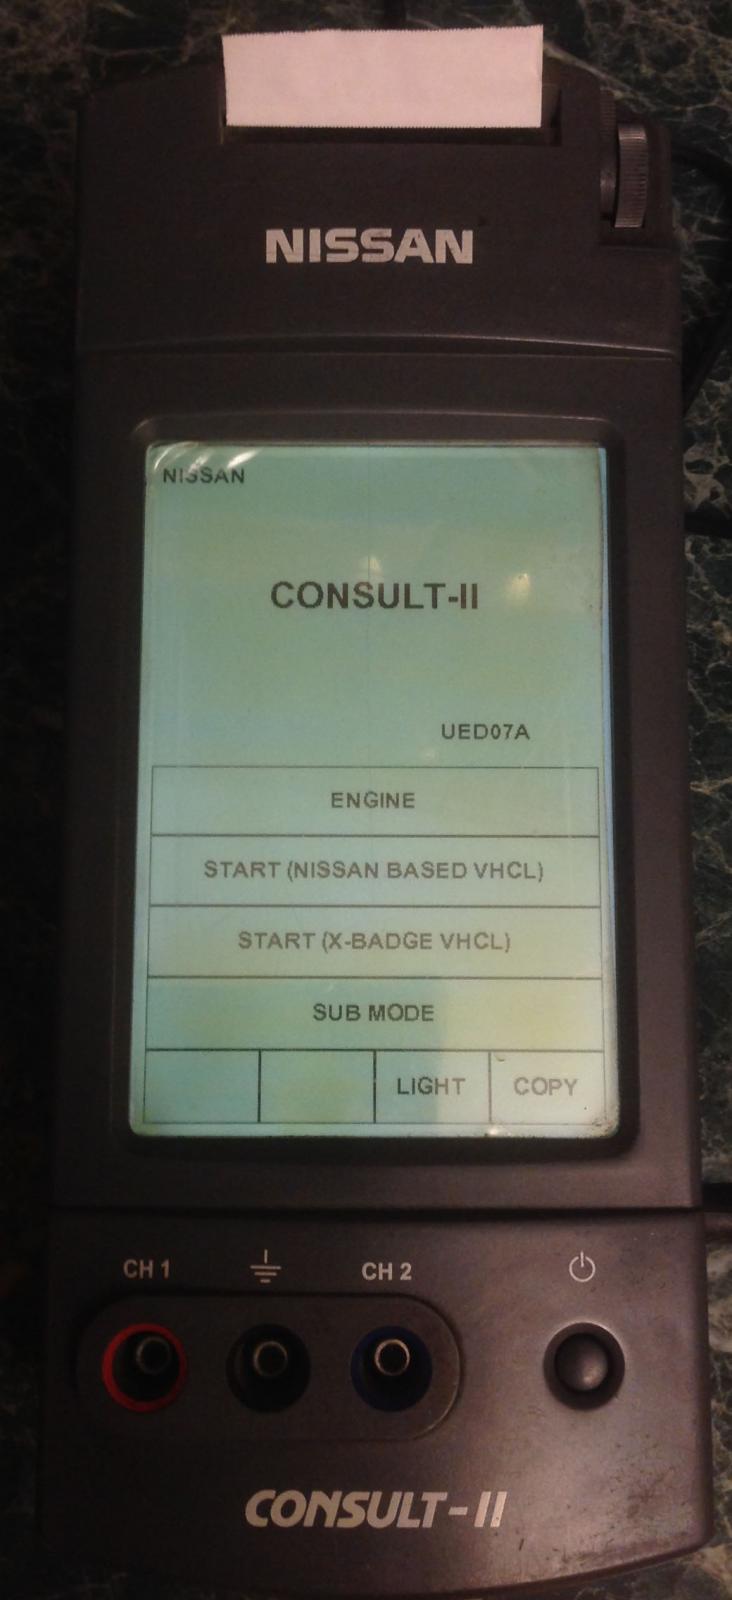 NISSAN
NISSAN
CONSULT-II
UED07A
ENGINE
START (NISSAN BASED VHCL)
START (X-BADGE VHCL)
SUB MODE
LIGHT COPY
CH 1 CH 2
CONSULT-II